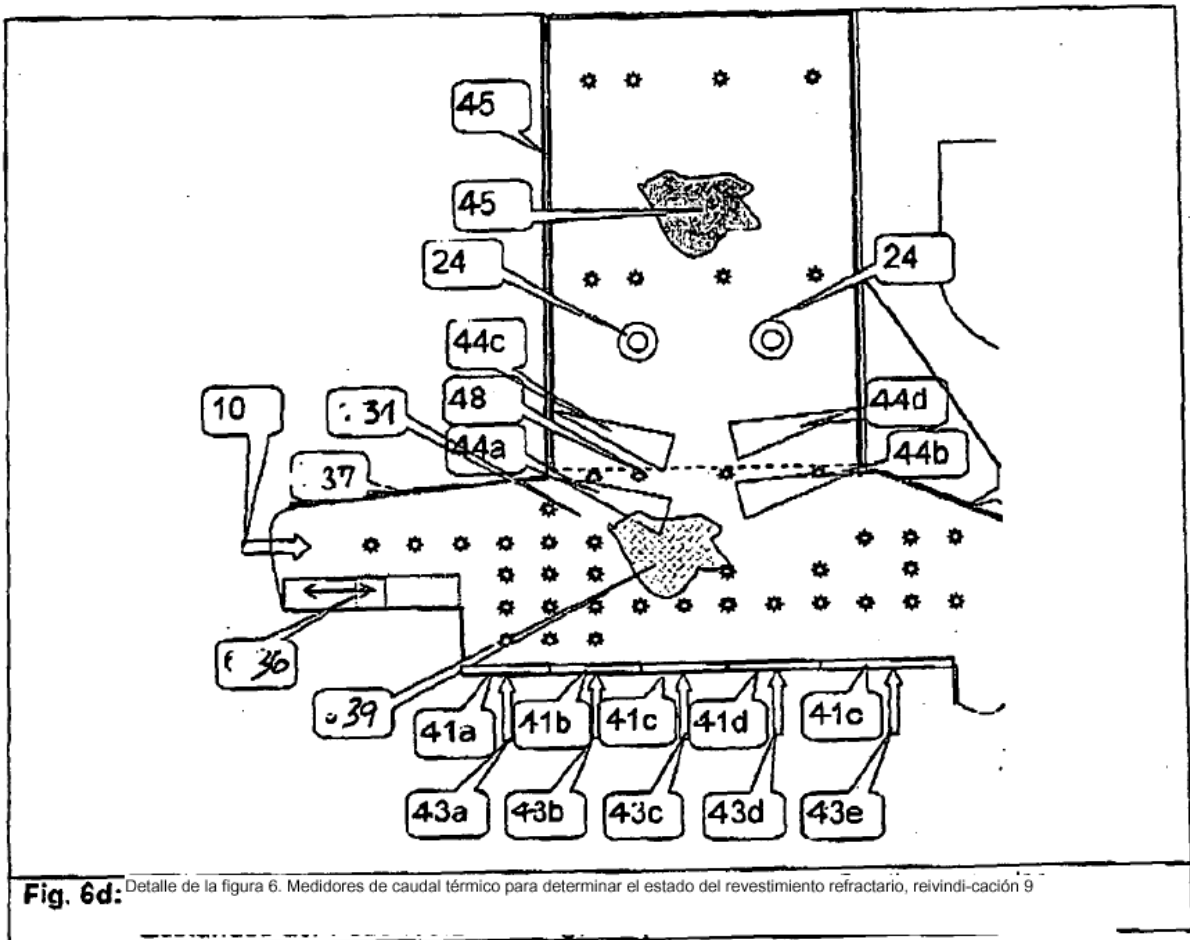 45
45
24
24
44c
10
: 31
48
44d
44a
44b
37
36
39
41a
41b
41c
41d
41e
43a
43b
43c
43d
43e
Fig. 6d: Detalle de la figura 6. Medidores de caudal térmico para determinar el estado del revestimiento refractario, reivindi-cación 9